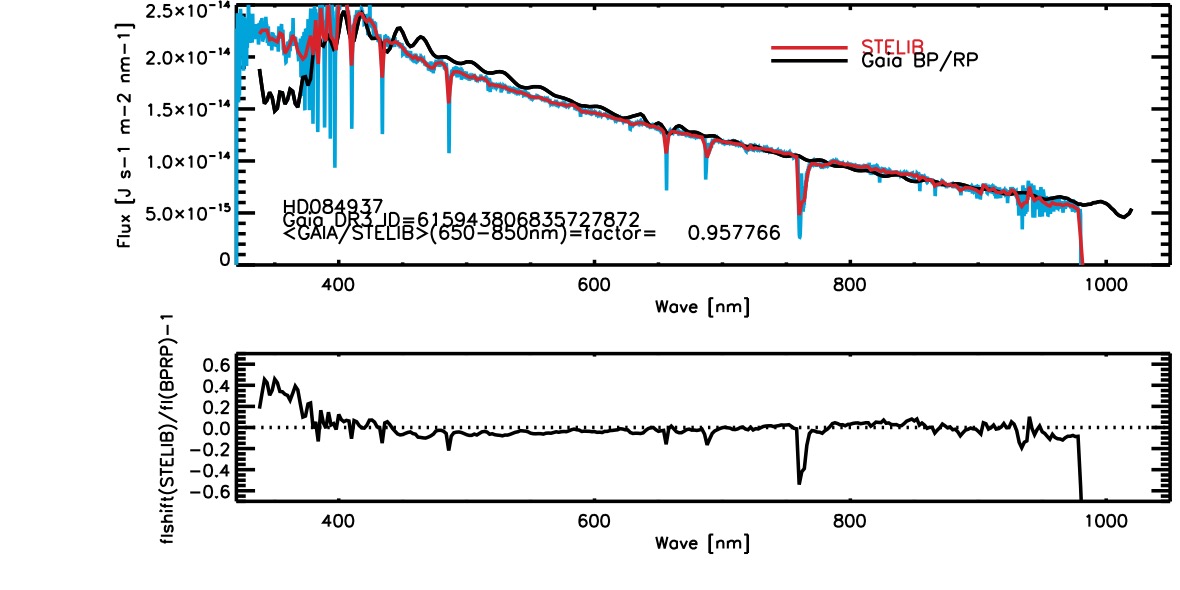 2.5×10⁻¹⁴
2.0×10⁻¹⁴
1.5×10⁻¹⁴
1.0×10⁻¹⁴
5.0×10⁻¹⁵
0
Flux [J s−1 m−2 nm−1]
STELIB
Gaia BP/RP
HD084937
Gaia DR3 ID=615943806835727872
<GAIA/STELIB>(650−850nm)=factor= 0.957766
400 600 800 1000
Wave [nm]
flshift(STELIB)/fl(BPRP)−1
0.6
0.4
0.2
0.0
−0.2
−0.4
−0.6
400 600 800 1000
Wave [nm]